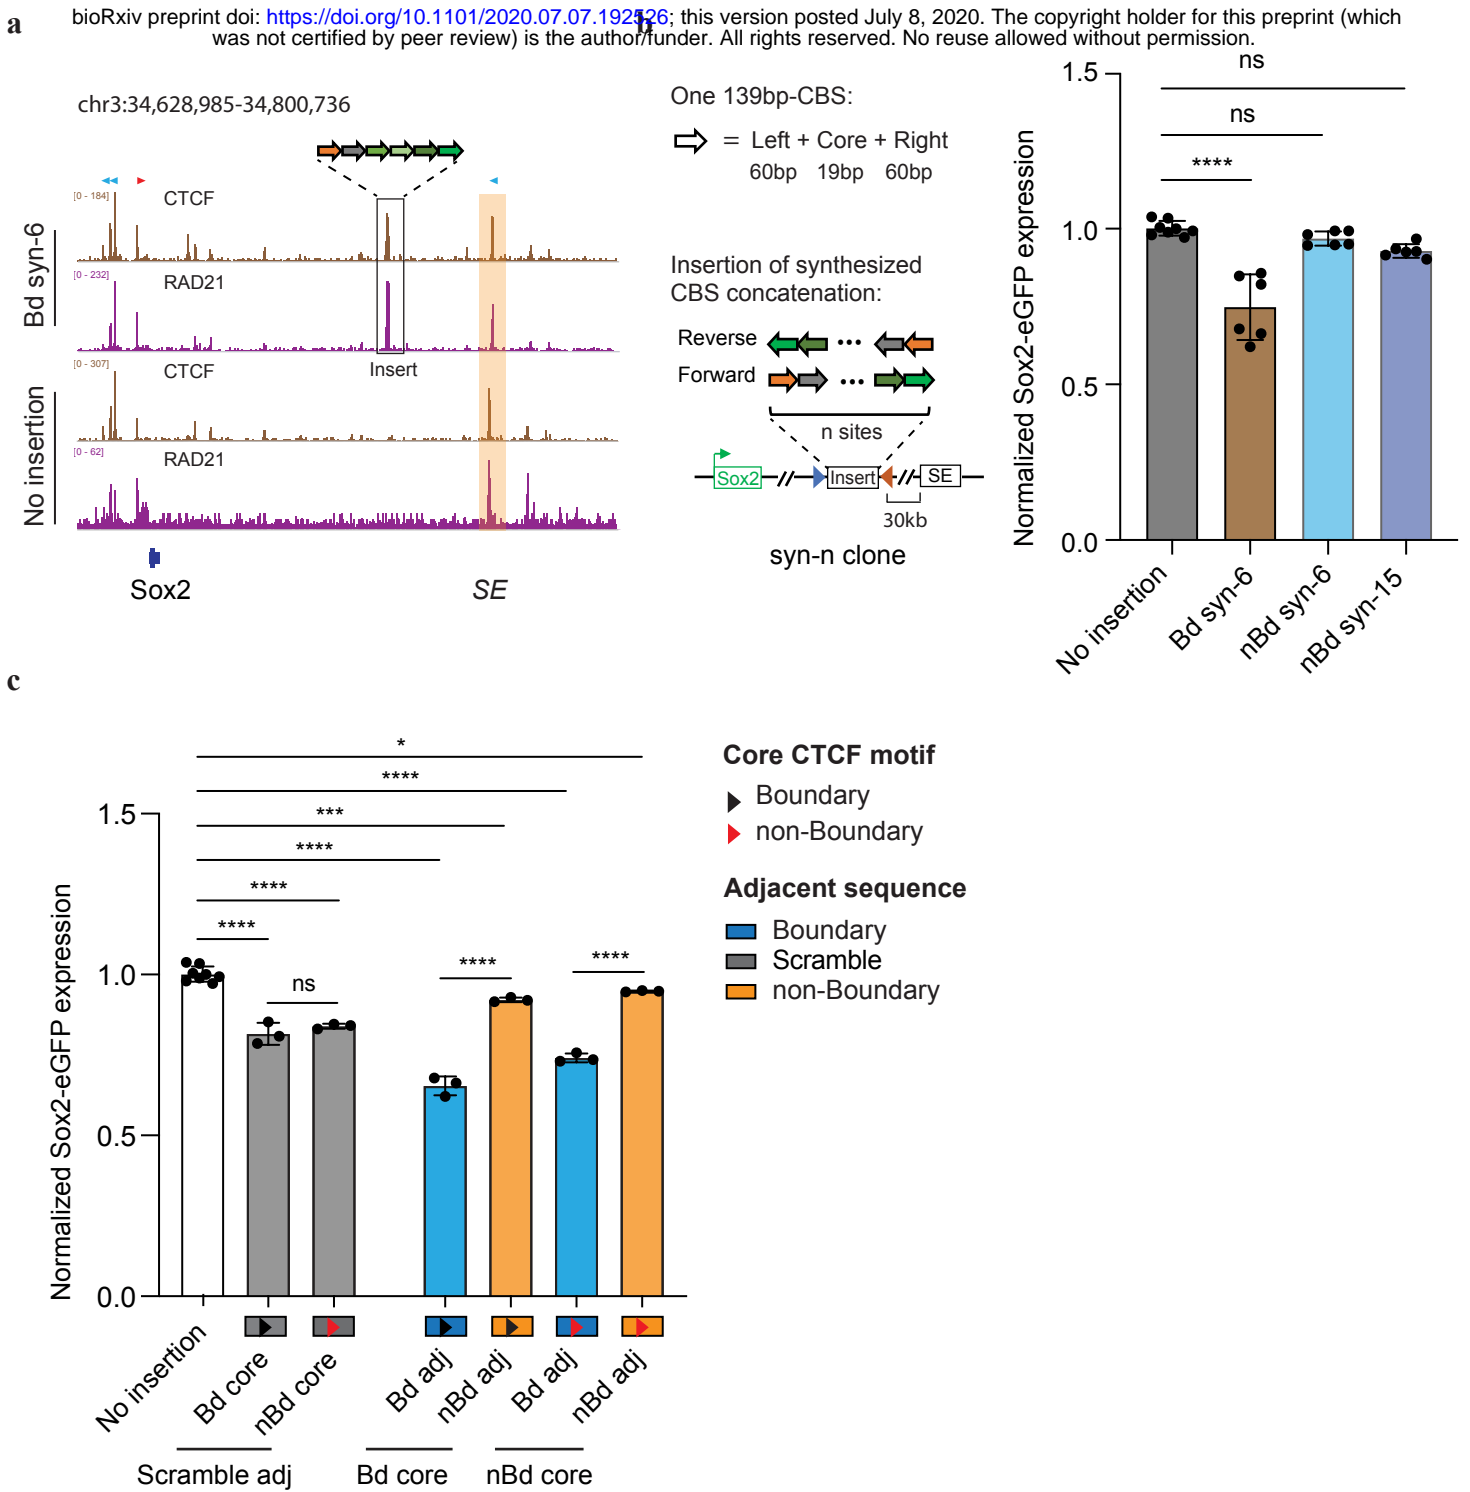 bioRxiv preprint doi: https://doi.org/10.1101/2020.07.07.192526; this version posted July 8, 2020. The copyright holder for this preprint (which
was not certified by peer review) is the author/funder. All rights reserved. No reuse allowed without permission.
a
chr3:34,628,985-34,800,736
Bd syn-6
[0 - 184]
CTCF
[0 - 232]
RAD21
Insert
No insertion
[0 - 307]
CTCF
[0 - 62]
RAD21
Sox2
SE
b
One 139bp-CBS:
= Left + Core + Right
60bp 19bp 60bp
Insertion of synthesized
CBS concatenation:
Reverse
Forward
n sites
Sox2
Insert
SE
30kb
syn-n clone
Normalized Sox2-eGFP expression
1.5
1.0
0.5
0.0
ns
ns
****
No insertion
Bd syn-6
nBd syn-6
nBd syn-15
c
Normalized Sox2-eGFP expression
1.5
1.0
0.5
0.0
*
****
***
****
****
****
ns
****
****
No insertion
Bd core
nBd core
Bd adj
nBd adj
Bd adj
nBd adj
Scramble adj
Bd core
nBd core
Core CTCF motif
Boundary
non-Boundary
Adjacent sequence
Boundary
Scramble
non-Boundary